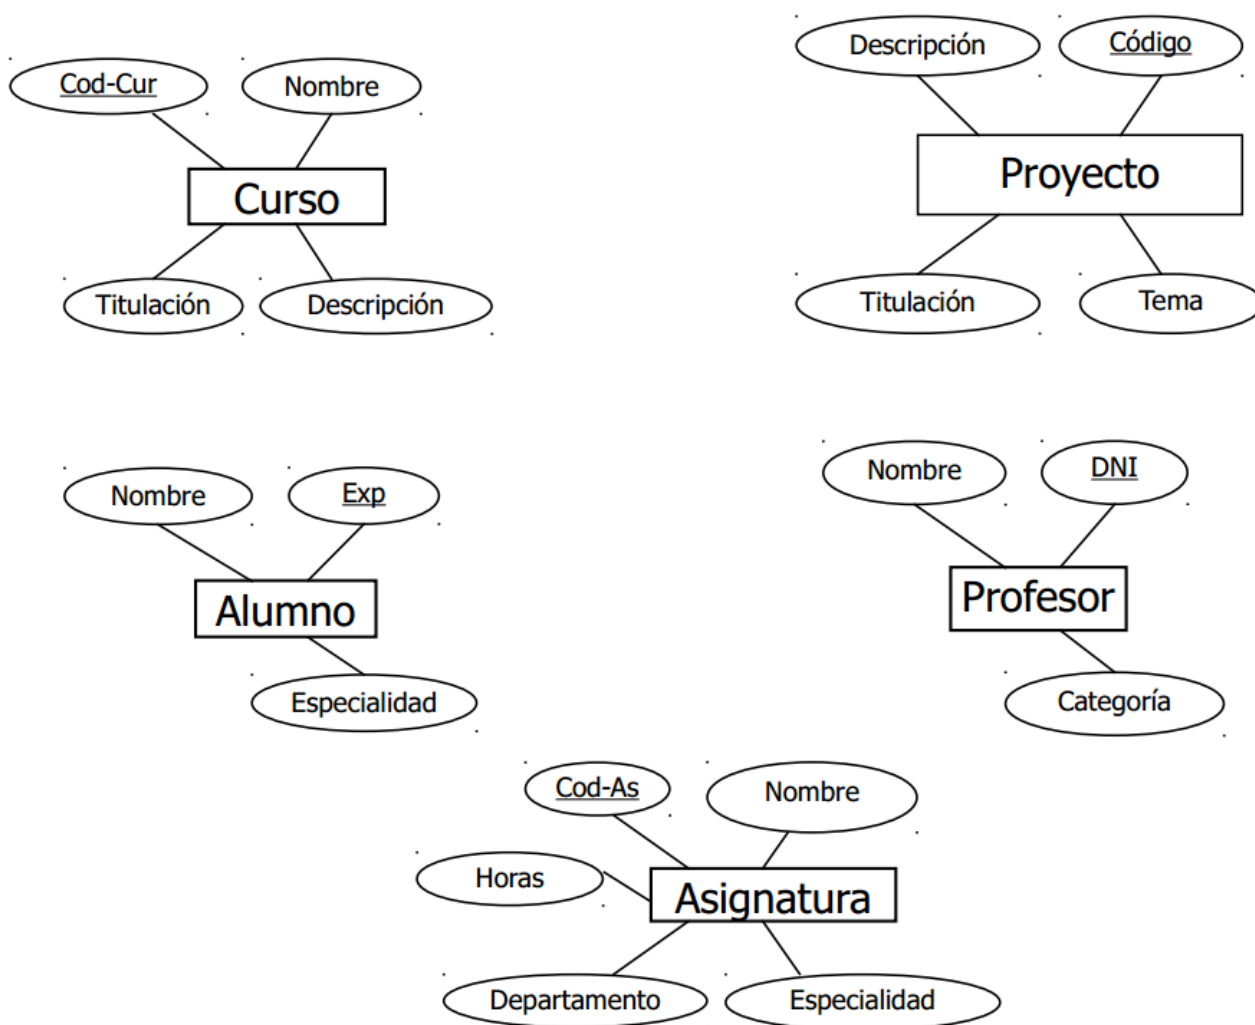 Descripción
Código
Cod-Cur
Nombre
Proyecto
Curso
Titulación
Descripción
Titulación
Tema
Nombre
Exp
Nombre
DNI
Alumno
Profesor
Especialidad
Categoría
Cod-As
Nombre
Horas
Asignatura
Departamento
Especialidad